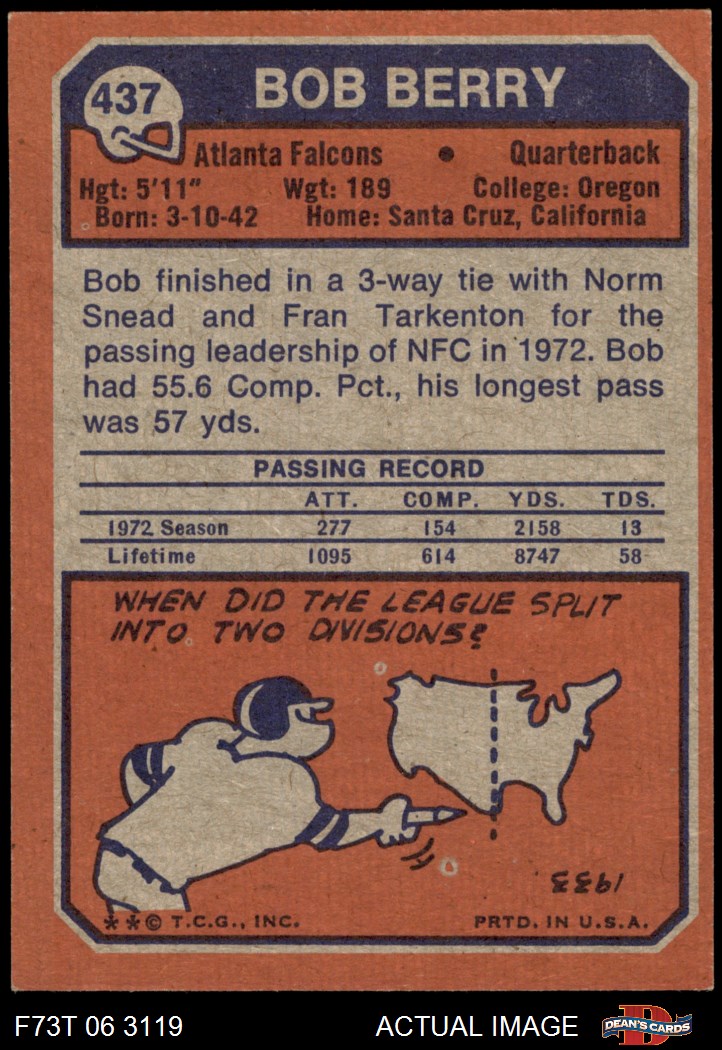 437
BOB BERRY
Atlanta Falcons • Quarterback
Hgt: 5'11" Wgt: 189 College: Oregon
Born: 3-10-42 Home: Santa Cruz, California
Bob finished in a 3-way tie with Norm
Snead and Fran Tarkenton for the
passing leadership of NFC in 1972. Bob
had 55.6 Comp. Pct., his longest pass
was 57 yds.
PASSING RECORD
ATT. COMP. YDS. TDS.
1972 Season 277 154 2158 13
Lifetime 1095 614 8747 58
WHEN DID THE LEAGUE SPLIT
INTO TWO DIVISIONS?
1933
**© T.C.G., INC. PRTD. IN U.S.A.
F73T 06 3119 ACTUAL IMAGE D DEAN'S CARDS